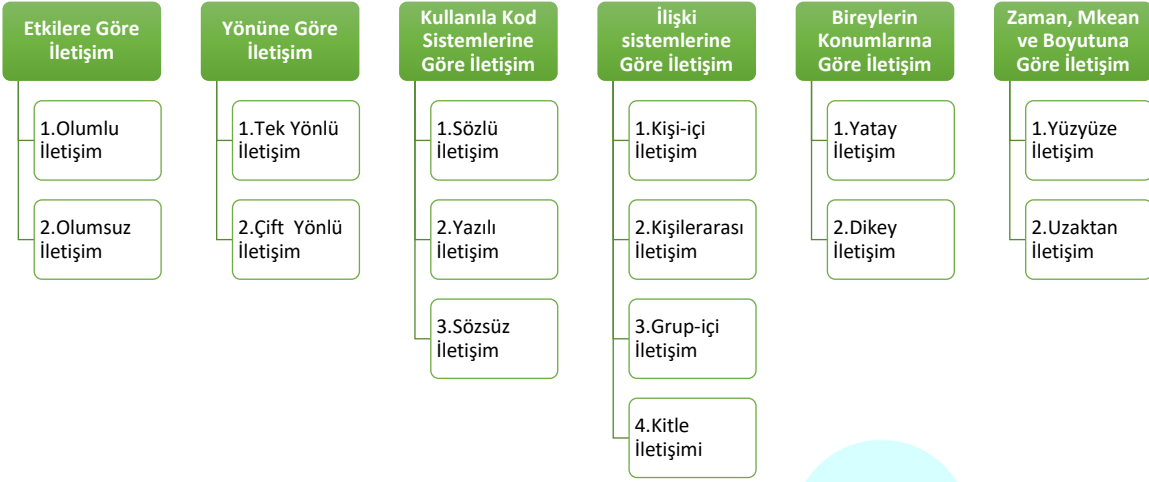 Etkilere Göre
İletişim
1.Olumlu
İletişim
2.Olumsuz
İletişim
Yönüne Göre
İletişim
1.Tek Yönlü
İletişim
2.Çift Yönlü
İletişim
Kullanıla Kod
Sistemlerine
Göre İletişim
1.Sözlü
İletişim
2.Yazılı
İletişim
3.Sözsüz
İletişim
İlişki
sistemlerine
Göre İletişim
1.Kişi-içi
İletişim
2.Kişilerarası
İletişim
3.Grup-içi
İletişim
4.Kitle
İletişimi
Bireylerin
Konumlarına
Göre İletişim
1.Yatay
İletişim
2.Dikey
İletişim
Zaman, Mkean
ve Boyutuna
Göre İletişim
1.Yüzyüze
İletişim
2.Uzaktan
İletişim